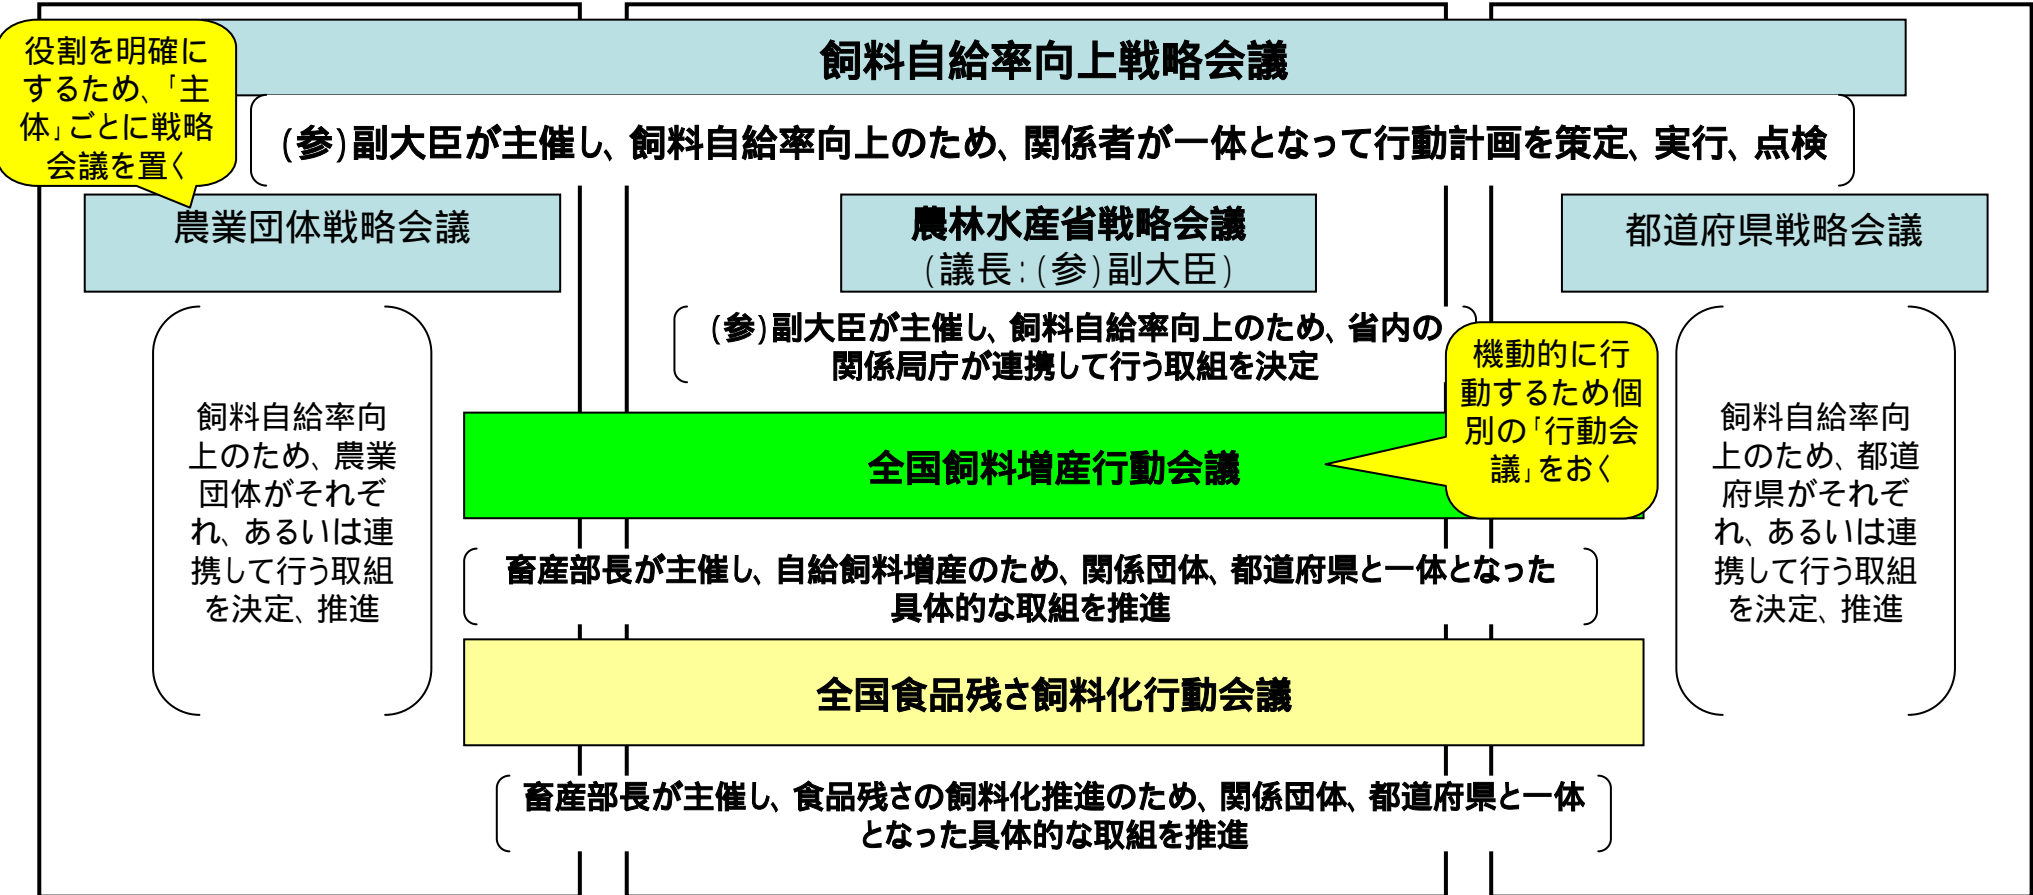 役割を明確に
するため、「主
体」ごとに戦略
会議を置く
飼料自給率向上戦略会議
(参)副大臣が主催し、飼料自給率向上のため、関係者が一体となって行動計画を策定、実行、点検
農業団体戦略会議
農林水産省戦略会議
(議長:(参)副大臣)
都道府県戦略会議
(参)副大臣が主催し、飼料自給率向上のため、省内の
関係局庁が連携して行う取組を決定
機動的に行
動するため個
別の「行動会
議」をおく
飼料自給率向
上のため、農業
団体がそれぞ
れ、あるいは連
携して行う取組
を決定、推進
全国飼料増産行動会議
飼料自給率向
上のため、都道
府県がそれぞ
れ、あるいは連
携して行う取組
を決定、推進
畜産部長が主催し、自給飼料増産のため、関係団体、都道府県と一体となった
具体的な取組を推進
全国食品残さ飼料化行動会議
畜産部長が主催し、食品残さの飼料化推進のため、関係団体、都道府県と一体
となった具体的な取組を推進